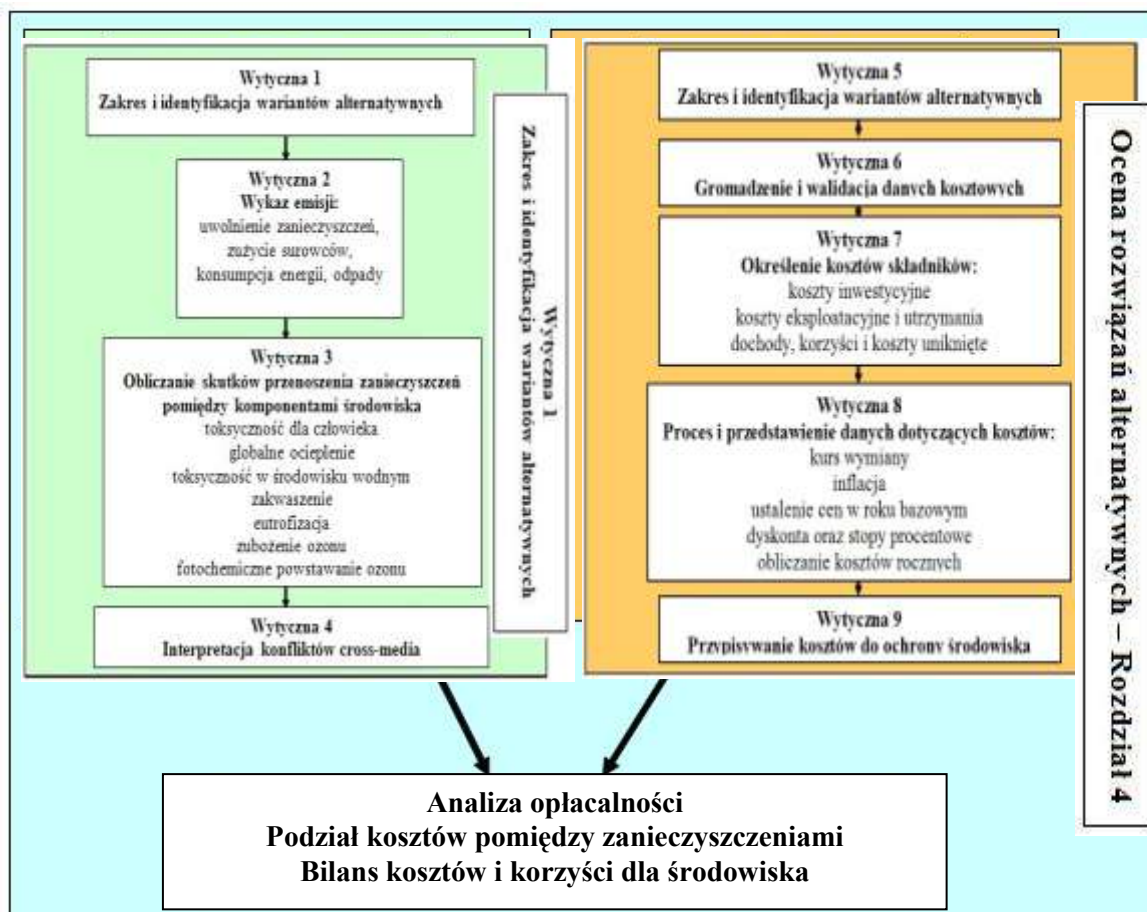 Wytyczna 1
Zakres i identyfikacja wariantów alternatywnych
Wytyczna 2
Wykaz emisji:
uwolnienie zanieczyszczeń,
zużycie surowców,
konsumpcja energii, odpady
Wytyczna 3
Obliczanie skutków przenoszenia zanieczyszczeń
pomiędzy komponentami środowiska
toksyczność dla człowieka
globalne ocieplenie
toksyczność w środowisku wodnym
zakwaszenie
eutrofizacja
zubożenie ozonu
fotochemiczne powstawanie ozonu
Wytyczna 4
Interpretacja konfliktów cross-media
Wytyczna 1
Zakres i identyfikacja wariantów alternatywnych
Wytyczna 5
Zakres i identyfikacja wariantów alternatywnych
Wytyczna 6
Gromadzenie i walidacja danych kosztowych
Wytyczna 7
Określenie kosztów składników:
koszty inwestycyjne
koszty eksploatacyjne i utrzymania
dochody, korzyści i koszty uniknięte
Wytyczna 8
Proces i przedstawienie danych dotyczących kosztów:
kurs wymiany
inflacja
ustalenie cen w roku bazowym
dyskonta oraz stopy procentowe
obliczanie kosztów rocznych
Wytyczna 9
Przypisywanie kosztów do ochrony środowiska
Ocena rozwiązań alternatywnych – Rozdział 4
Analiza opłacalności
Podział kosztów pomiędzy zanieczyszczeniami
Bilans kosztów i korzyści dla środowiska